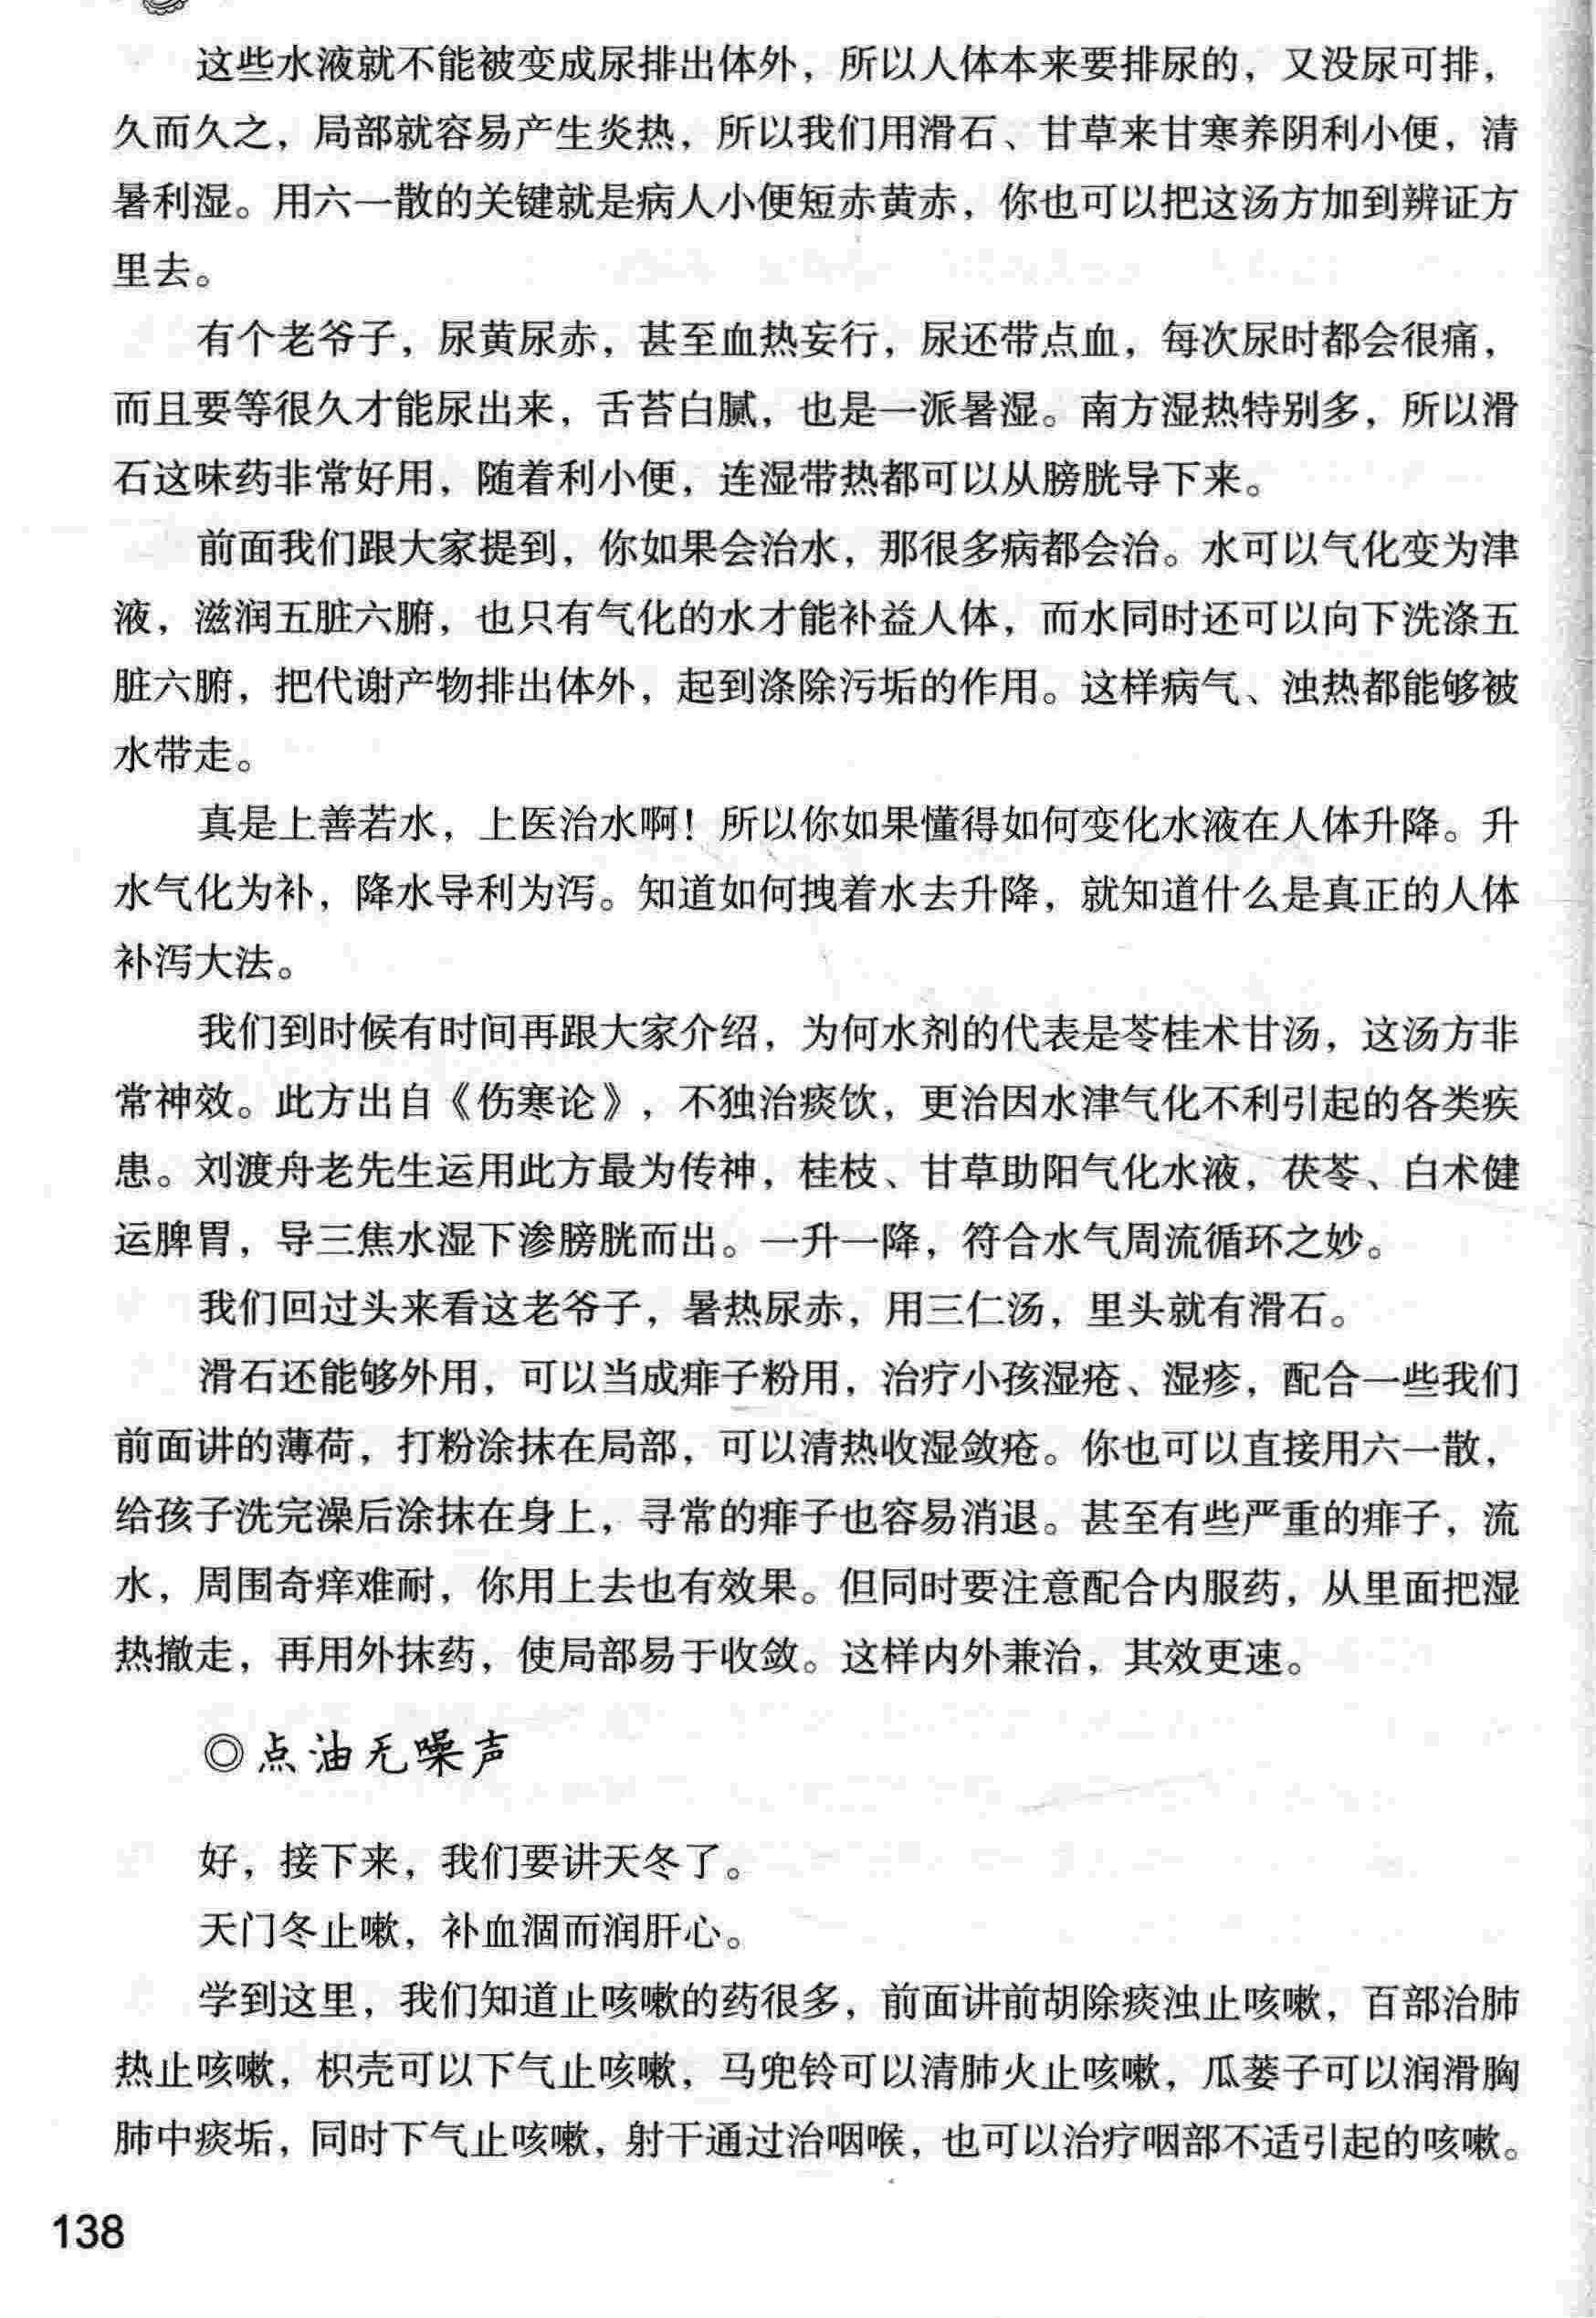 这些水液就不能被变成尿排出体外，所以人体本来要排尿的，又没尿可排，
久而久之，局部就容易产生炎热，所以我们用滑石、甘草来甘寒养阴利小便，清
暑利湿。用六一散的关键就是病人小便短赤黄赤，你也可以把这汤方加到辨证方
里去。
有个老爷子，尿黄尿赤，甚至血热妄行，尿还带点血，每次尿时都会很痛，
而且要等很久才能尿出来，舌苔白腻，也是一派暑湿。南方湿热特别多，所以滑
石这味药非常好用，随着利小便，连湿带热都可以从膀胱导下来。
前面我们跟大家提到，你如果会治水，那很多病都会治。水可以气化变为津
液，滋润五脏六腑，也只有气化的水才能补益人体，而水同时还可以向下洗涤五
脏六腑，把代谢产物排出体外，起到涤除污垢的作用。这样病气、浊热都能够被
水带走。
真是上善若水，上医治水啊！所以你如果懂得如何变化水液在人体升降。升
水气化为补，降水导利为泻。知道如何拽着水去升降，就知道什么是真正的人体
补泻大法。
我们到时候有时间再跟大家介绍，为何水剂的代表是苓桂术甘汤，这汤方非
常神效。此方出自《伤寒论》，不独治痰饮，更治因水津气化不利引起的各类疾
患。刘渡舟老先生运用此方最为传神，桂枝、甘草助阳气化水液，茯苓、白术健
运脾胃，导三焦水湿下渗膀胱而出。一升一降，符合水气周流循环之妙。
我们回过头来看这老爷子，暑热尿赤，用三仁汤，里头就有滑石。
滑石还能够外用，可以当成痱子粉用，治疗小孩湿疮、湿疹，配合一些我们
前面讲的薄荷，打粉涂抹在局部，可以清热收湿敛疮。你也可以直接用六一散，
给孩子洗完澡后涂抹在身上，寻常的痱子也容易消退。甚至有些严重的痱子，流
水，周围奇痒难耐，你用上去也有效果。但同时要注意配合内服药，从里面把湿
热撤走，再用外抹药，使局部易于收敛。这样内外兼治，其效更速。
◎点油无噪声
好，接下来，我们要讲天冬了。
天门冬止嗽，补血涸而润肝心。
学到这里，我们知道止咳嗽的药很多，前面讲前胡除痰浊止咳嗽，百部治肺
热止咳嗽，枳壳可以下气止咳嗽，马兜铃可以清肺火止咳嗽，瓜蒌子可以润滑胸
肺中痰垢，同时下气止咳嗽，射干通过治咽喉，也可以治疗咽部不适引起的咳嗽。
138